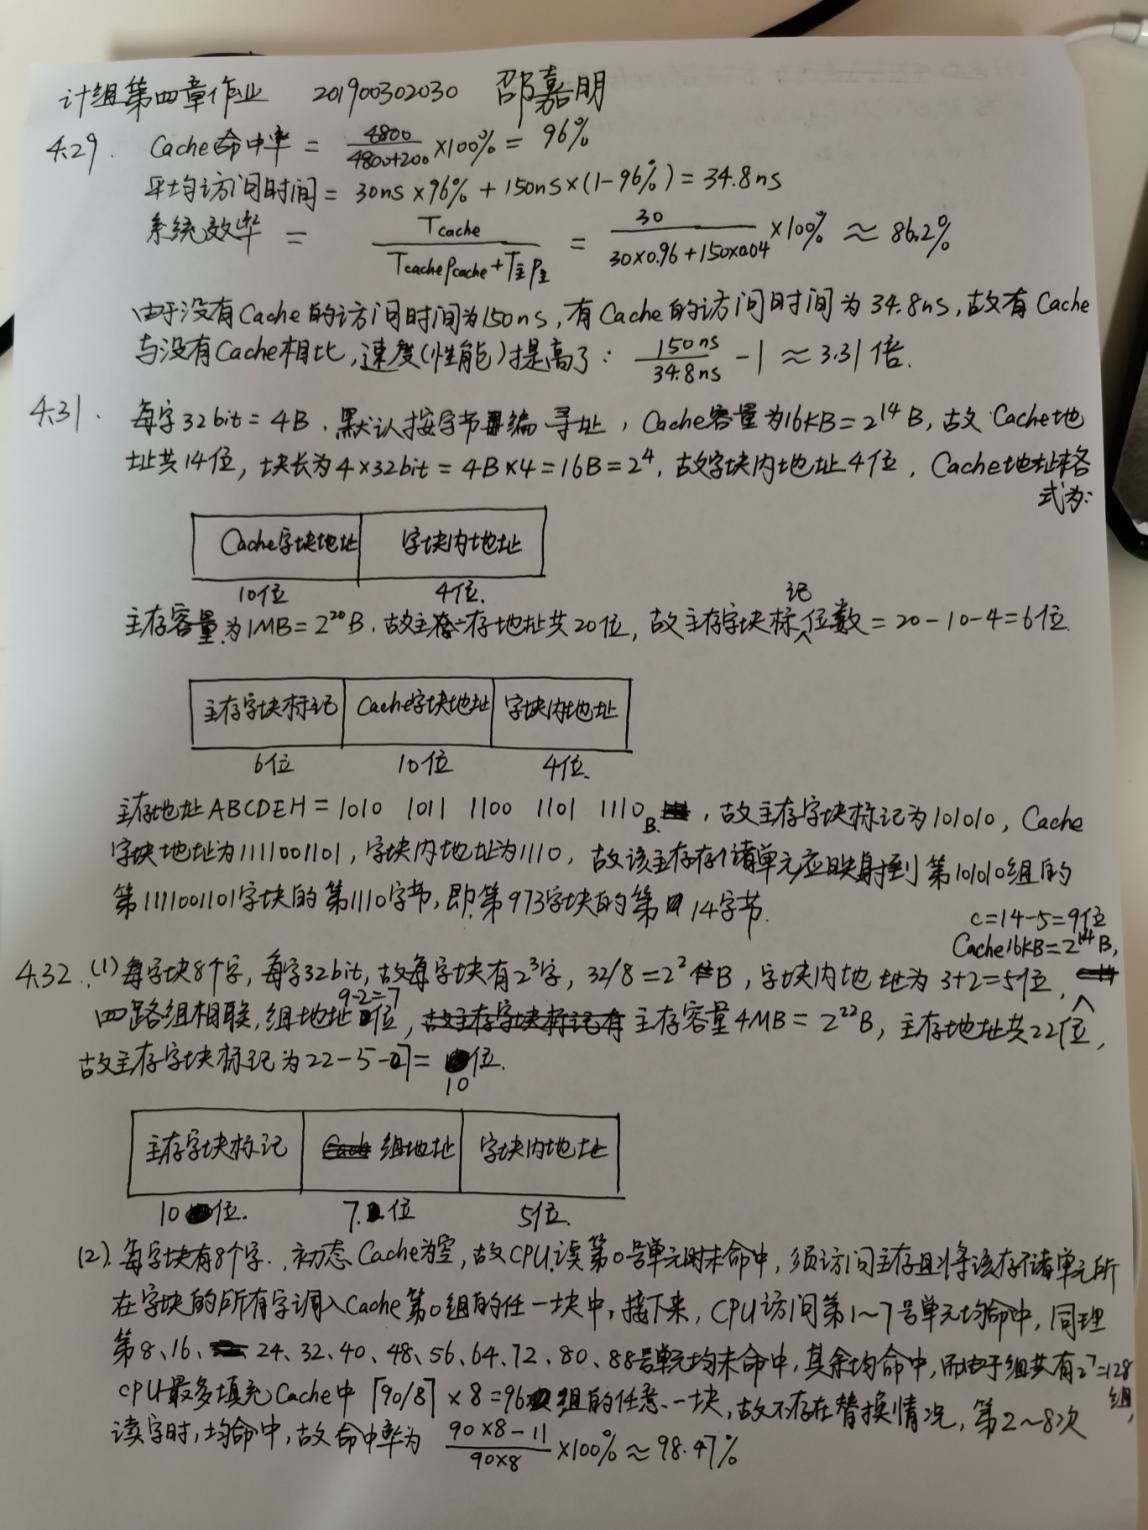 计组第四章作业 201900302030 邵嘉朋
4.29. Cache命中率 = 4800/(4800+200) ×100% = 96%
平均访问时间 = 30ns×96% + 150ns×(1-96%) = 34.8ns
系统效率 = Tcache/(TcachePcache+T主P主) = 30/(30×0.96+150×0.04) ×100% ≈ 86.2%
由于没有Cache的访问时间为150ns,有Cache的访问时间为34.8ns,故有Cache
与没有Cache相比,速度(性能)提高了: 150ns/34.8ns - 1 ≈ 3.31倍.
4.31. 每字32bit=4B.默认按字节编寻址,Cache容量为16KB=2^14B,故Cache地
址共14位,块长为4×32bit=4B×4=16B=2^4,故字块内地址4位,Cache地址格
式为:
Cache字块地址 字块内地址
10位 4位.
主存容量为1MB=2^20B.故主存地址共20位,故主存字块标记位数=20-10-4=6位.
主存字块标记 Cache字块地址 字块内地址
6位 10位 4位.
主存地址ABCDEH=1010 1011 1100 1101 1110B.,故主存字块标记为101010,Cache
字块地址为1111001101,字块内地址为1110,故该主存存储单元应映射到第101010组的
第1111001101字块的第1110字节,即第973字块的第14字节.
c=14-5=9位
Cache16KB=2^14B,
4.32.(1)每字块8个字,每字32bit,故每字块有2^3字,32/8=2^2B,字块内地址为3+2=5位,
四路组相联,组地址9-2=7位,主存容量4MB=2^22B,主存地址共22位,
故主存字块标记为22-5-7=10位.
主存字块标记 组地址 字块内地址
10位. 7位 5位.
(2).每字块有8个字.,初态Cache为空,故CPU读第0号单元时未命中,须访问主存且将该存储单元所
在字块的所有字调入Cache第0组的任一块中,接下来,CPU访问第1~7号单元均命中,同理
第8、16、24、32、40、48、56、64、72、80、88号单元均未命中,其余均命中,而由于组共有2^7=128组,
CPU最多填充Cache中⌈90/8⌉×8=96组的任意一块,故不存在替换情况,第2~8次
读字时,均命中,故命中率为 (90×8-11)/(90×8) ×100% ≈ 98.47%